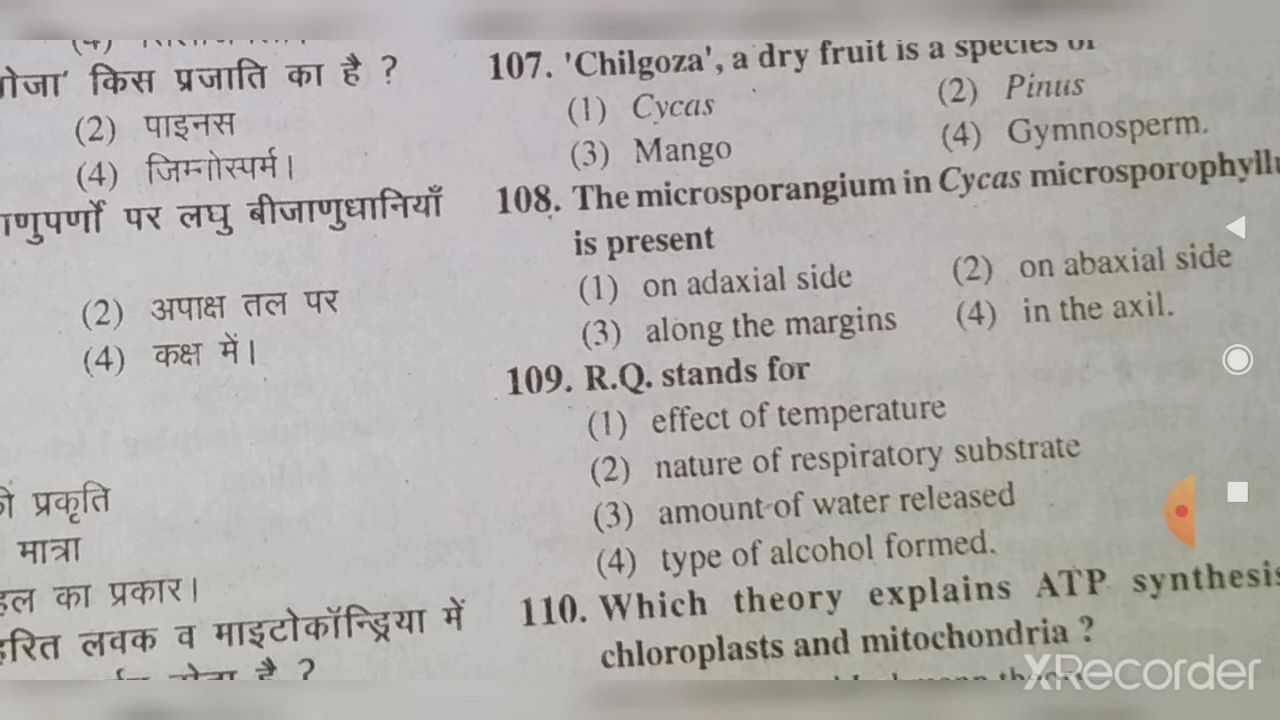 किस प्रजाति का है ?
(2) पाइनस
(4) जिम्नोस्पर्म।
पर लघु बीजाणुधानियाँ
(2) अपाक्ष तल पर
(4) कक्ष में।
प्रकृति
मात्रा
का प्रकार।
लवक व माइटोकॉन्ड्रिया में
है ?
107. 'Chilgoza', a dry fruit is a species of
(1) Cycas (2) Pinus
(3) Mango (4) Gymnosperm.
108. The microsporangium in Cycas
is present
(1) on adaxial side (2) on abaxial side
(3) along the margins (4) in the axil.
109. R.Q. stands for
(1) effect of temperature
(2) nature of respiratory substrate
(3) amount of water released
(4) type of alcohol formed.
110. Which theory explains ATP synthesis
chloroplasts and mitochondria ?
XRecorder